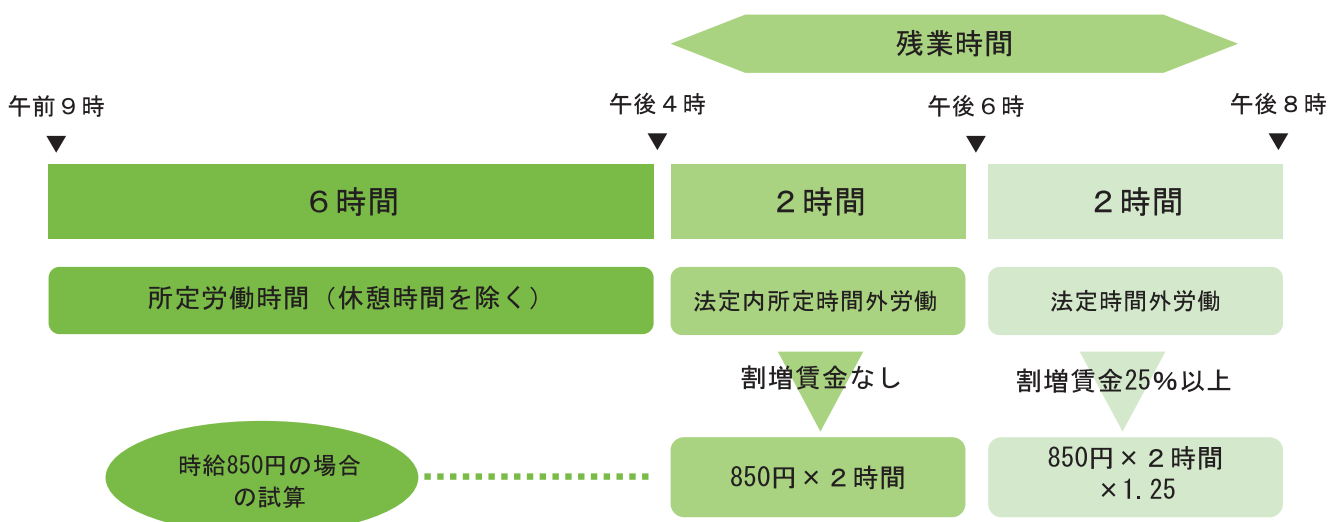 残業時間
午前９時
午後４時
午後６時
午後８時
６時間
２時間
２時間
所定労働時間（休憩時間を除く）
法定内所定時間外労働
法定時間外労働
割増賃金なし
割増賃金25％以上
時給850円の場合
の試算
850円×２時間
850円×２時間
×1.25